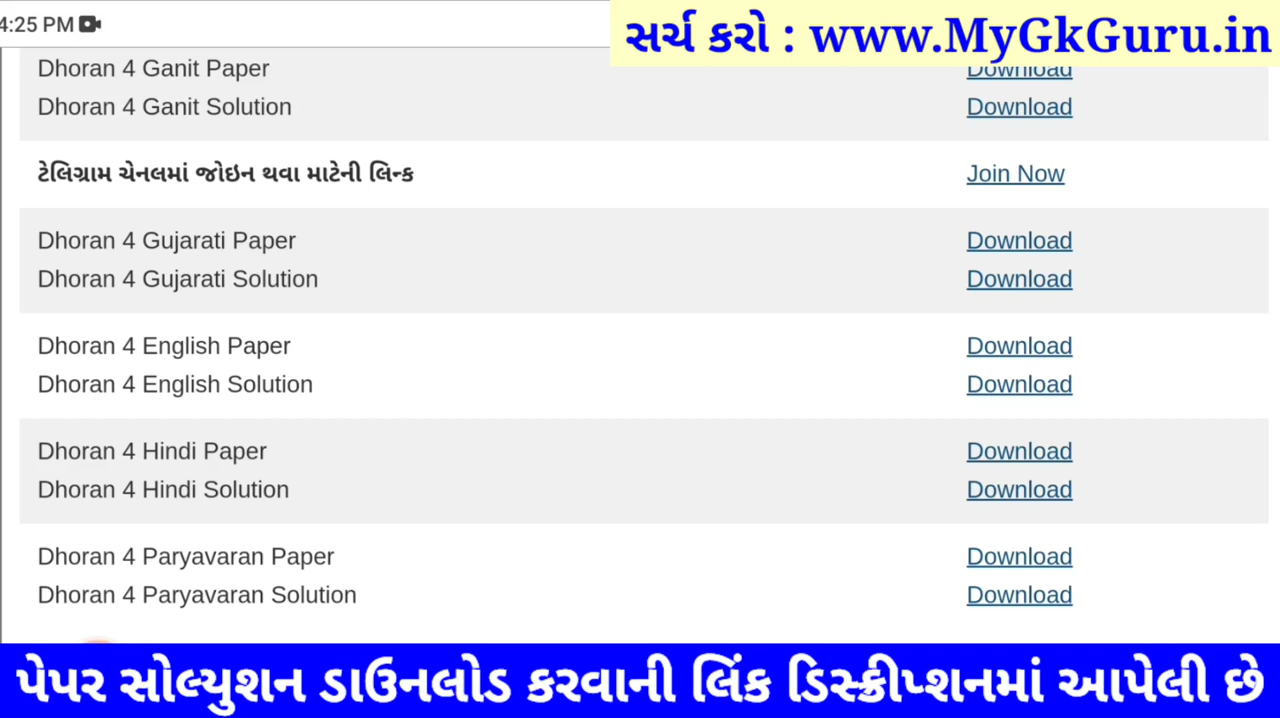 4:25 PM
સર્ચ કરો : www.MyGkGuru.in
Dhoran 4 Ganit Paper Download
Dhoran 4 Ganit Solution Download
ટેલિગ્રામ ચેનલમાં જોઇન થવા માટેની લિન્ક Join Now
Dhoran 4 Gujarati Paper Download
Dhoran 4 Gujarati Solution Download
Dhoran 4 English Paper Download
Dhoran 4 English Solution Download
Dhoran 4 Hindi Paper Download
Dhoran 4 Hindi Solution Download
Dhoran 4 Paryavaran Paper Download
Dhoran 4 Paryavaran Solution Download
પેપર સોલ્યુશન ડાઉનલોડ કરવાની લિંક ડિસ્ક્રીપ્શનમાં આપેલી છે